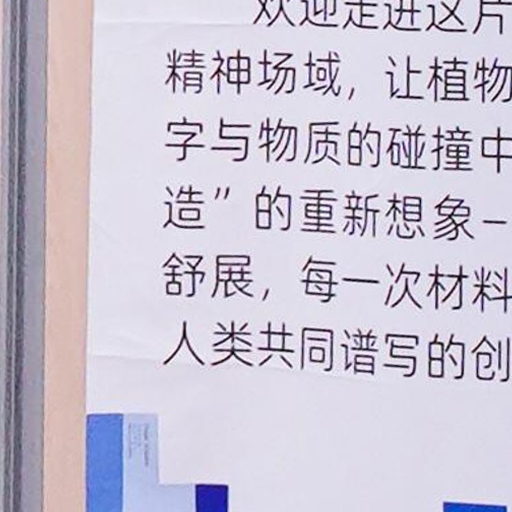 欢迎走进这片
精神场域，让植物
字与物质的碰撞中
造”的重新想象—
舒展，每一次材料
人类共同谱写的创